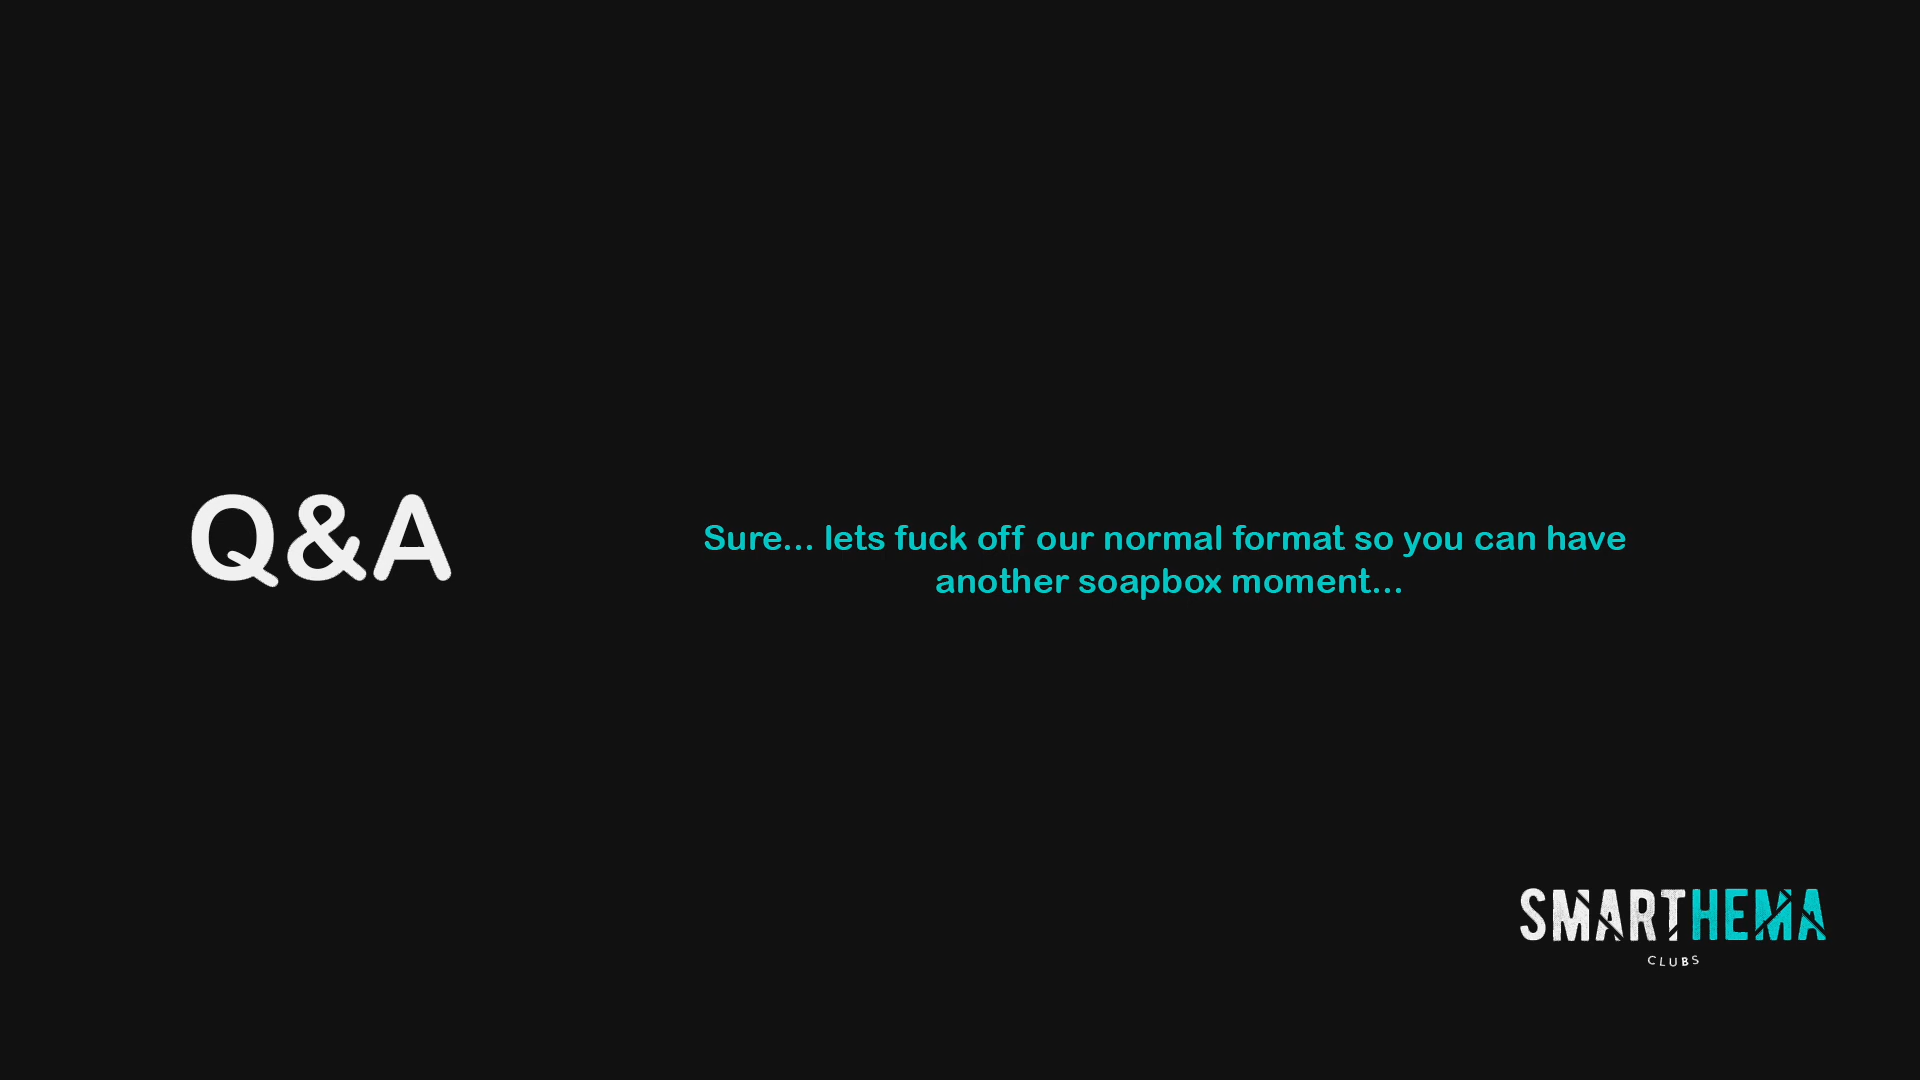 Q&A
Sure... lets fuck off our normal format so you can have
another soapbox moment...
SMARTHEMA
CLUBS